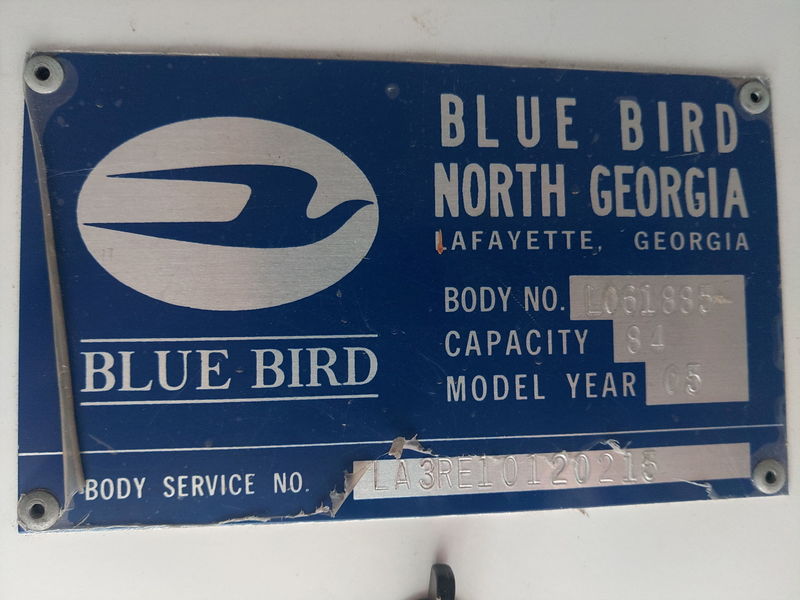 BLUE BIRD
NORTH GEORGIA
LAFAYETTE, GEORGIA
BODY NO. L061885
CAPACITY 84
MODEL YEAR 05
BLUE BIRD
BODY SERVICE NO. LA3RE10120215